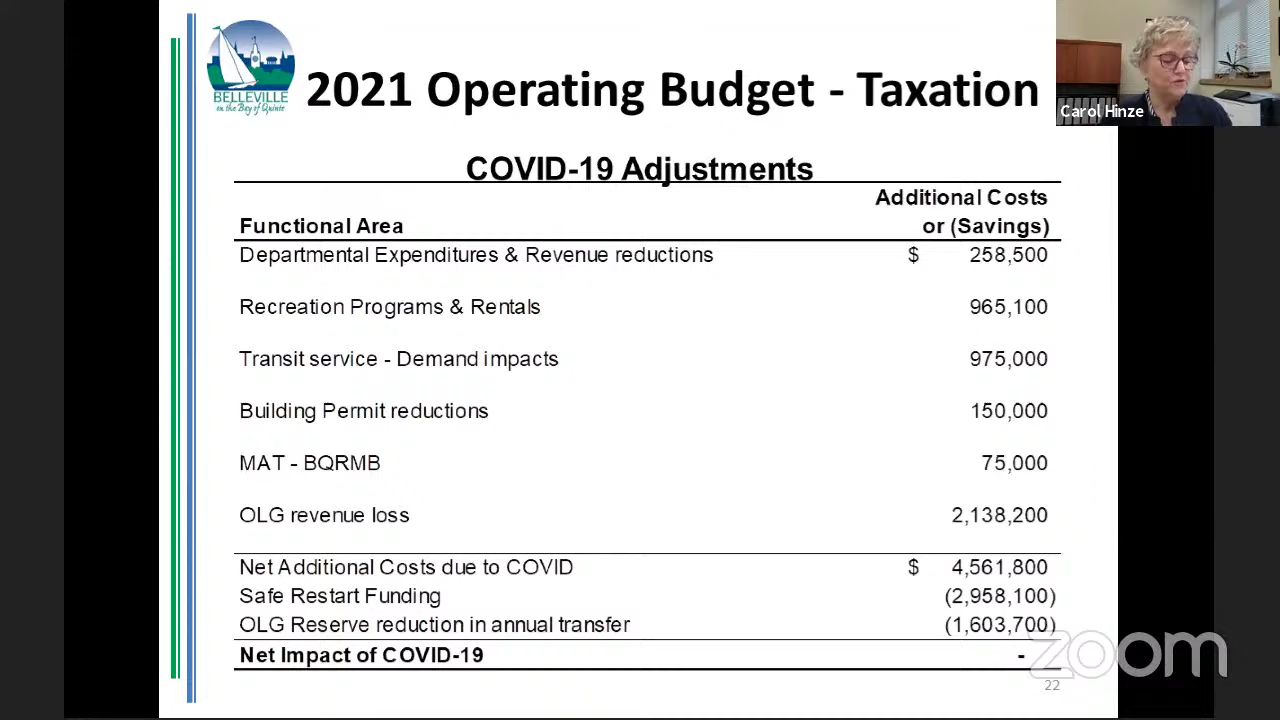 BELLEVILLE
on the Bay of Quinte
2021 Operating Budget - Taxation
Carol Hinze
COVID-19 Adjustments
Additional Costs
Functional Area or (Savings)
Departmental Expenditures & Revenue reductions $ 258,500
Recreation Programs & Rentals 965,100
Transit service - Demand impacts 975,000
Building Permit reductions 150,000
MAT - BQRMB 75,000
OLG revenue loss 2,138,200
Net Additional Costs due to COVID $ 4,561,800
Safe Restart Funding (2,958,100)
OLG Reserve reduction in annual transfer (1,603,700)
Net Impact of COVID-19 -
zoom
22